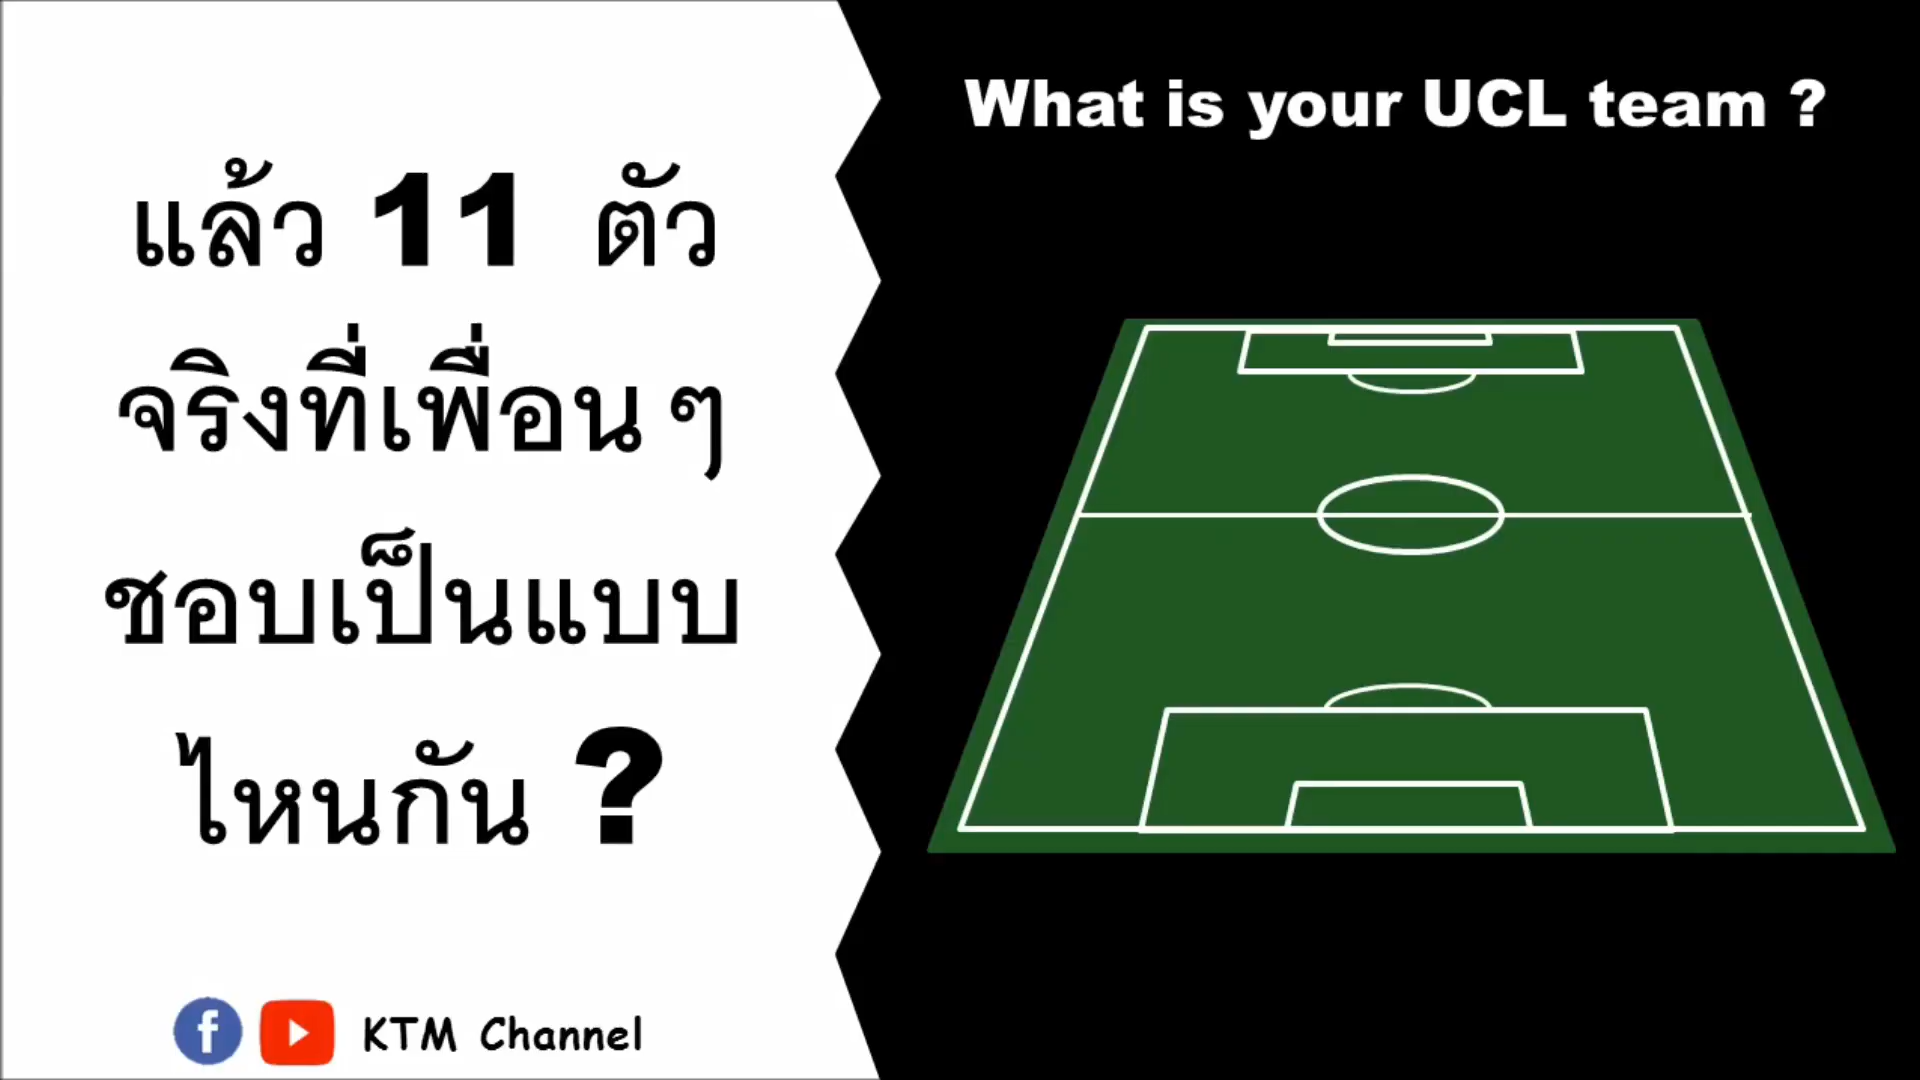 แล้ว 11 ตัว
จริงที่เพื่อน ๆ
ชอบเป็นแบบ
ไหนกัน ?
KTM Channel
What is your UCL team ?